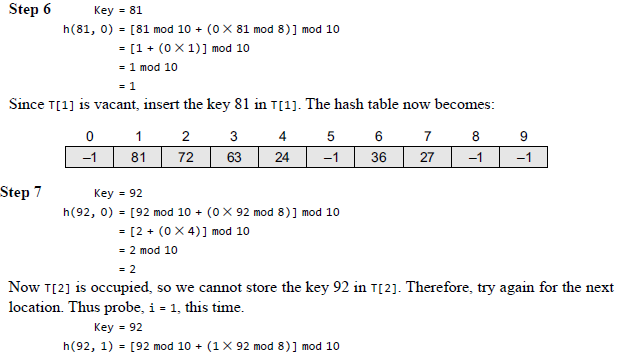 Step 6 Key = 81
h(81, 0) = [81 mod 10 + (0 × 81 mod 8)] mod 10
= [1 + (0 × 1)] mod 10
= 1 mod 10
= 1
Since T[1] is vacant, insert the key 81 in T[1]. The hash table now becomes:
0 1 2 3 4 5 6 7 8 9
–1 81 72 63 24 –1 36 27 –1 –1
Step 7 Key = 92
h(92, 0) = [92 mod 10 + (0 × 92 mod 8)] mod 10
= [2 + (0 × 4)] mod 10
= 2 mod 10
= 2
Now T[2] is occupied, so we cannot store the key 92 in T[2]. Therefore, try again for the next
location. Thus probe, i = 1, this time.
Key = 92
h(92, 1) = [92 mod 10 + (1 × 92 mod 8)] mod 10